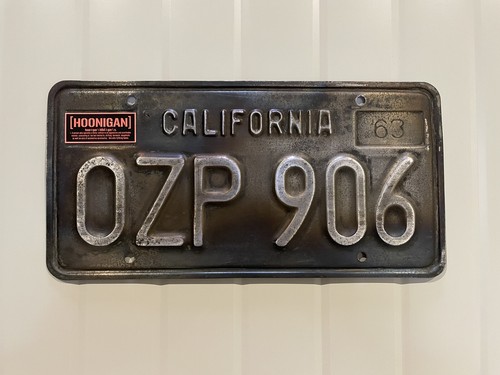 [HOONIGAN]
CALIFORNIA
63
OZP 906